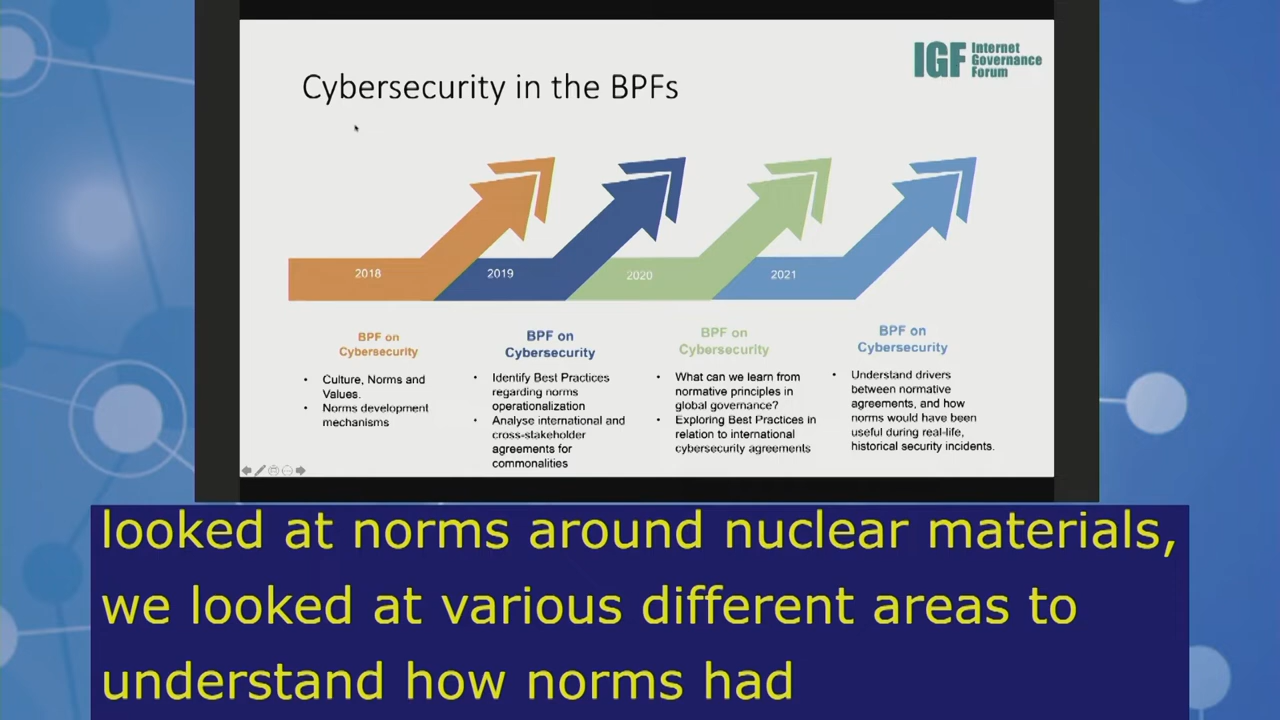 Cybersecurity in the BPFs
IGF Internet
Governance
Forum
2018
2019
2020
2021
BPF on
Cybersecurity
• Culture, Norms and
Values.
• Norms development
mechanisms
BPF on
Cybersecurity
• Identify Best Practices
regarding norms
operationalization
• Analyse international and
cross-stakeholder
agreements for
commonalities
BPF on
Cybersecurity
• What can we learn from
normative principles in
global governance?
• Exploring Best Practices in
relation to international
cybersecurity agreements
BPF on
Cybersecurity
• Understand drivers
between normative
agreements, and how
norms would have been
useful during real-life,
historical security incidents.
looked at norms around nuclear materials,
we looked at various different areas to
understand how norms had